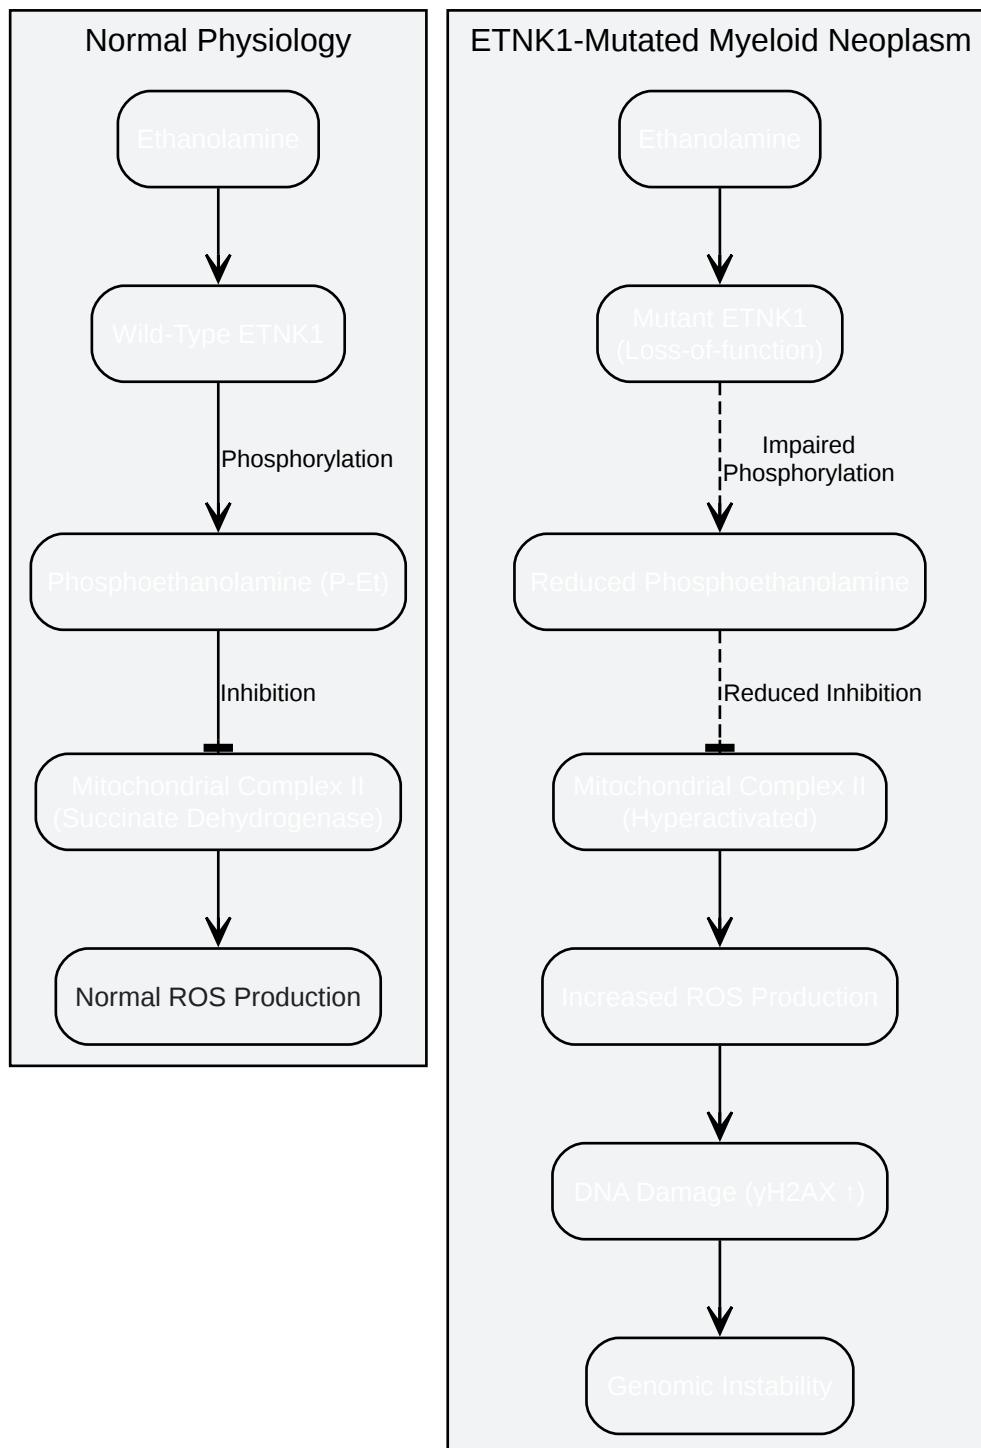 Normal Physiology
Ethanolamine
Wild-Type ETNK1
Phosphorylation
Phosphoethanolamine (P-Et)
Inhibition
Mitochondrial Complex II
(Succinate Dehydrogenase)
Normal ROS Production
ETNK1-Mutated Myeloid Neoplasm
Ethanolamine
Mutant ETNK1
(Loss-of-function)
Impaired
Phosphorylation
Reduced Phosphoethanolamine
Reduced Inhibition
Mitochondrial Complex II
(Hyperactivated)
Increased ROS Production
DNA Damage (γH2AX ↑)
Genomic Instability